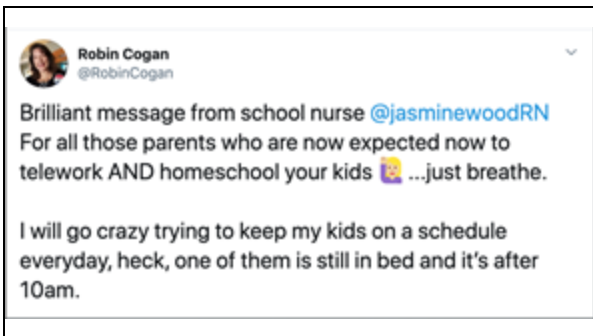 Robin Cogan
@RobinCogan
Brilliant message from school nurse @jasminewoodRN
For all those parents who are now expected now to
telework AND homeschool your kids 🙋🏼‍♀️ ...just breathe.
I will go crazy trying to keep my kids on a schedule
everyday, heck, one of them is still in bed and it's after
10am.